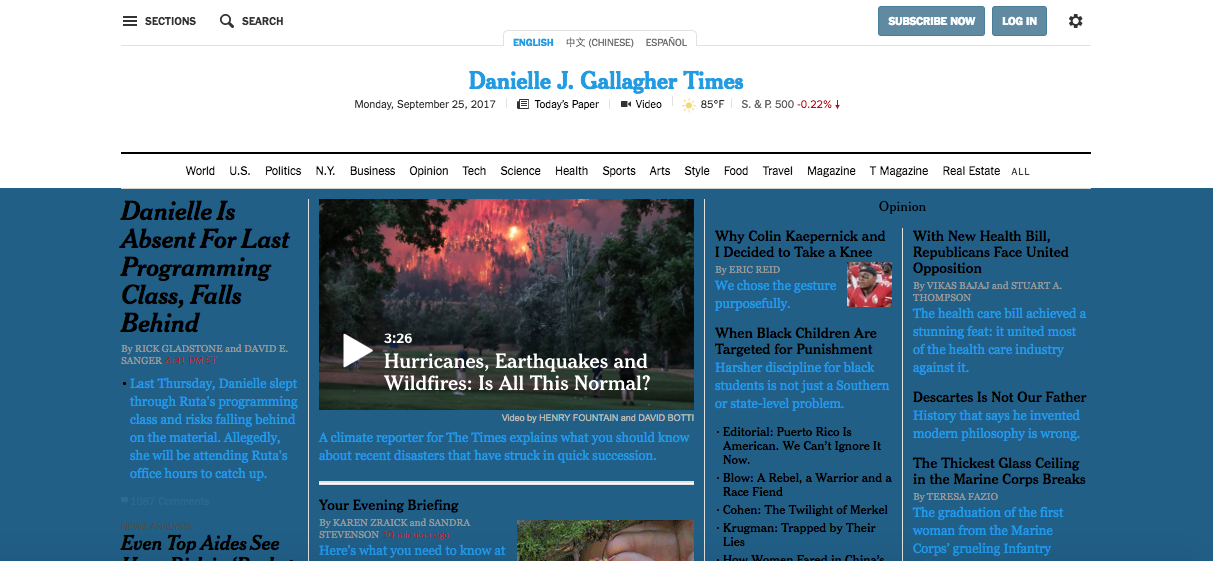 SECTIONS SEARCH SUBSCRIBE NOW LOG IN
ENGLISH 中文 (CHINESE) ESPAÑOL
Danielle J. Gallagher Times
Monday, September 25, 2017 Today's Paper Video 85°F S. & P. 500 -0.22%
World U.S. Politics N.Y. Business Opinion Tech Science Health Sports Arts Style Food Travel Magazine T Magazine Real Estate ALL
Danielle Is
Absent For Last
Programming
Class, Falls
Behind
By RICK GLADSTONE and DAVID E.
SANGER
· Last Thursday, Danielle slept
through Ruta's programming
class and risks falling behind
on the material. Allegedly,
she will be attending Ruta's
office hours to catch up.
1687 Comments
NEWS ANALYSIS
Even Top Aides See
3:26
Hurricanes, Earthquakes and
Wildfires: Is All This Normal?
Video by HENRY FOUNTAIN and DAVID BOTTI
A climate reporter for The Times explains what you should know
about recent disasters that have struck in quick succession.
Your Evening Briefing
By KAREN ZRAICK and SANDRA
STEVENSON
Here's what you need to know at
Opinion
Why Colin Kaepernick and
I Decided to Take a Knee
By ERIC REID
We chose the gesture
purposefully.
When Black Children Are
Targeted for Punishment
Harsher discipline for black
students is not just a Southern
or state-level problem.
· Editorial: Puerto Rico Is
American. We Can't Ignore It
Now.
· Blow: A Rebel, a Warrior and a
Race Fiend
· Cohen: The Twilight of Merkel
· Krugman: Trapped by Their
Lies
· How Women Fared in China's
With New Health Bill,
Republicans Face United
Opposition
By VIKAS BAJAJ and STUART A.
THOMPSON
The health care bill achieved a
stunning feat: it united most
of the health care industry
against it.
Descartes Is Not Our Father
History that says he invented
modern philosophy is wrong.
The Thickest Glass Ceiling
in the Marine Corps Breaks
By TERESA FAZIO
The graduation of the first
woman from the Marine
Corps' grueling Infantry